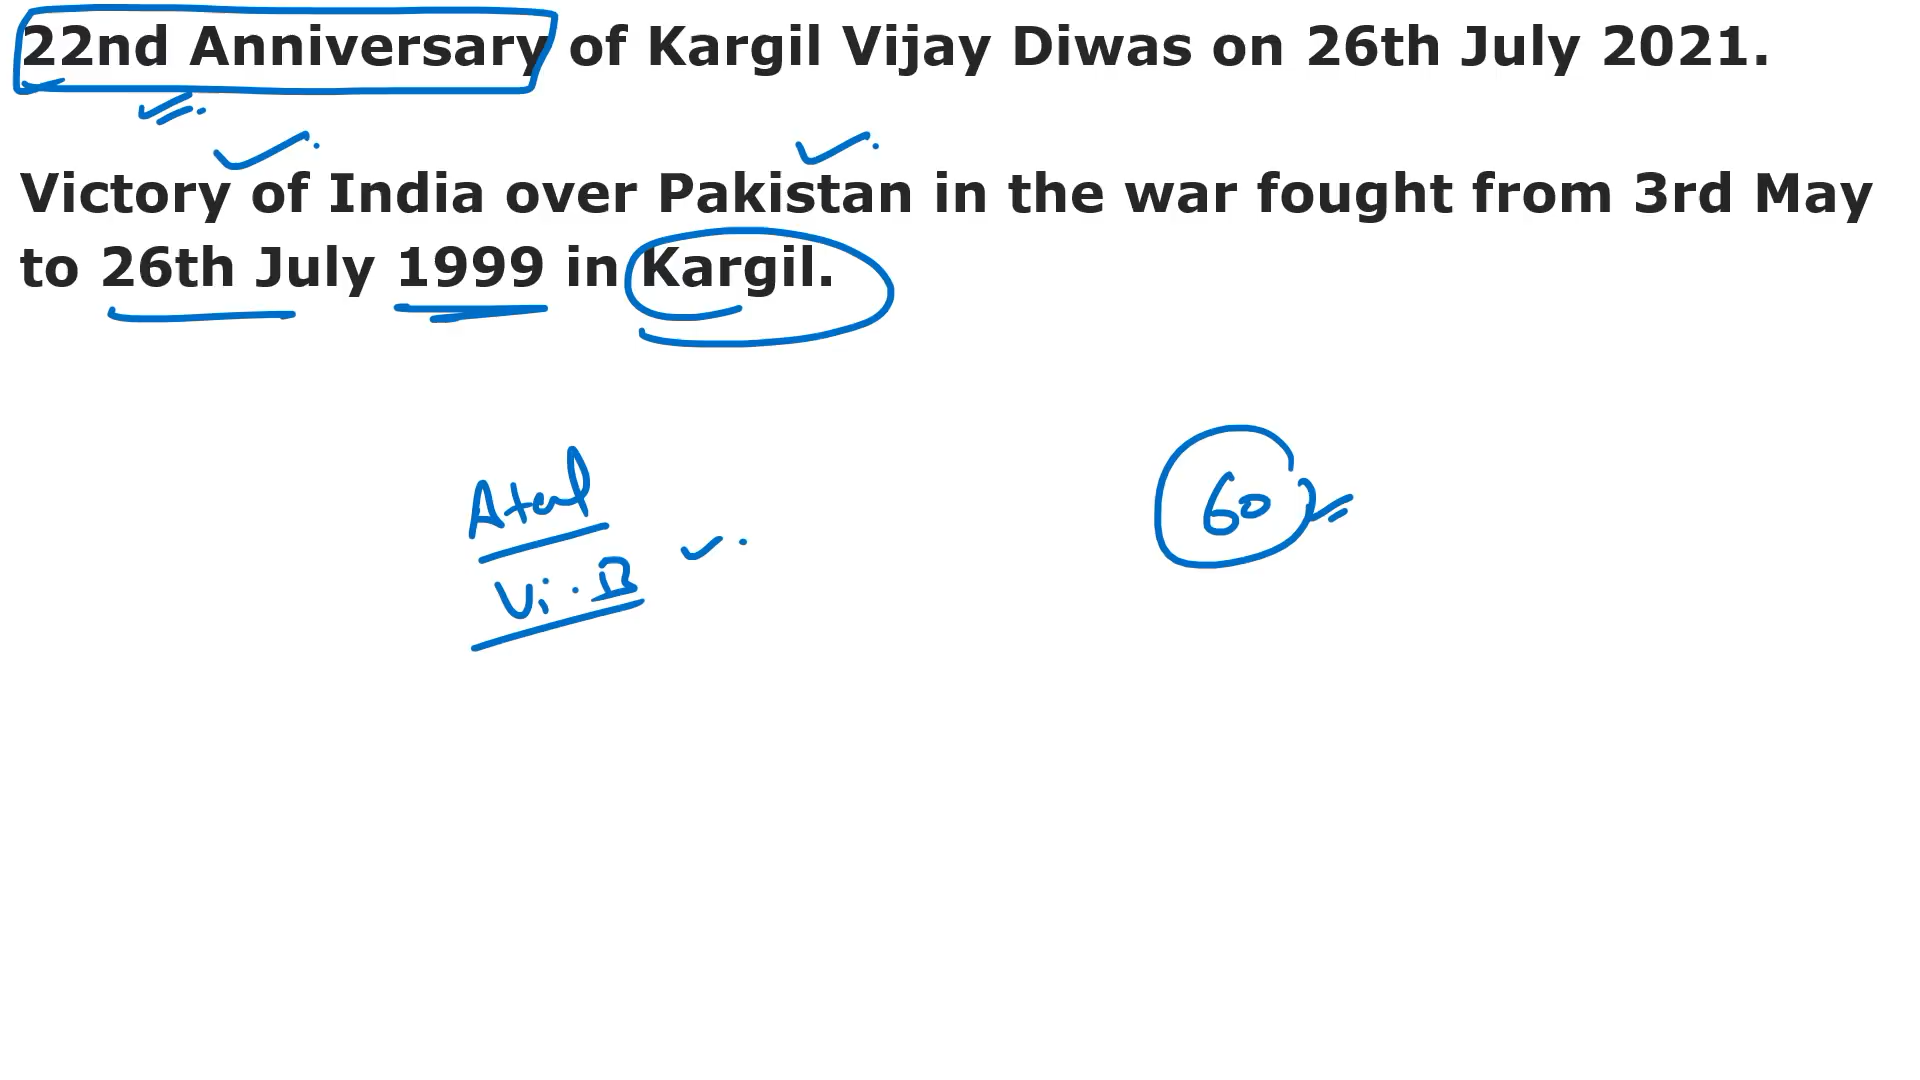 22nd Anniversary of Kargil Vijay Diwas on 26th July 2021.
Victory of India over Pakistan in the war fought from 3rd May
to 26th July 1999 in Kargil.
Atal
60
Vi. B